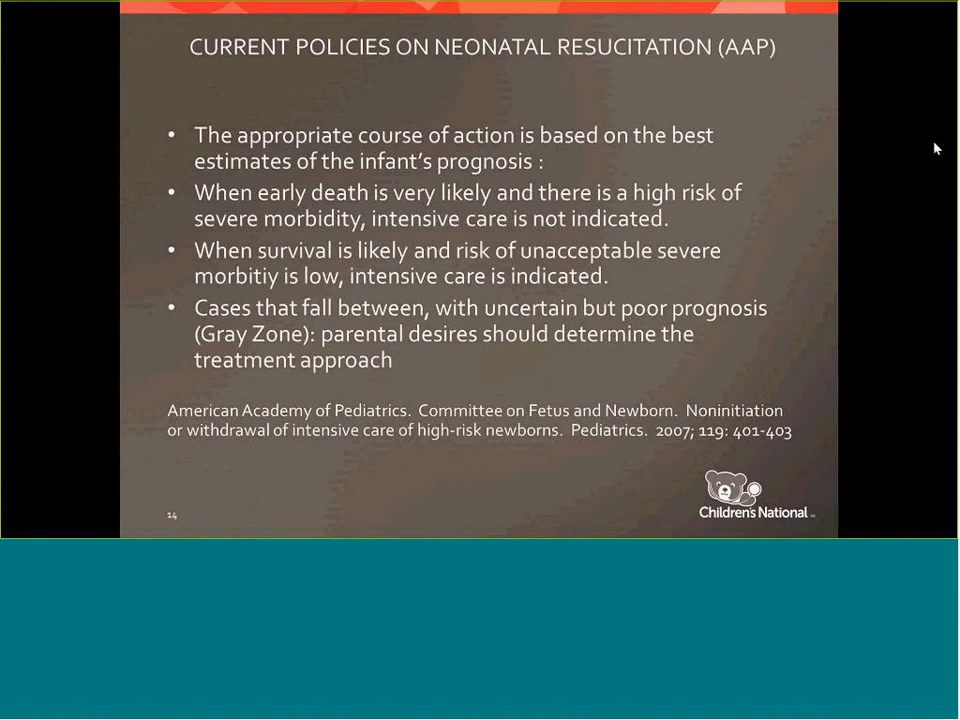 CURRENT POLICIES ON NEONATAL RESUCITATION (AAP)
• The appropriate course of action is based on the best
estimates of the infant's prognosis :
• When early death is very likely and there is a high risk of
severe morbidity, intensive care is not indicated.
• When survival is likely and risk of unacceptable severe
morbitiy is low, intensive care is indicated.
• Cases that fall between, with uncertain but poor prognosis
(Gray Zone): parental desires should determine the
treatment approach
American Academy of Pediatrics. Committee on Fetus and Newborn. Noninitiation
or withdrawal of intensive care of high-risk newborns. Pediatrics. 2007; 119: 401-403
14
Children's National